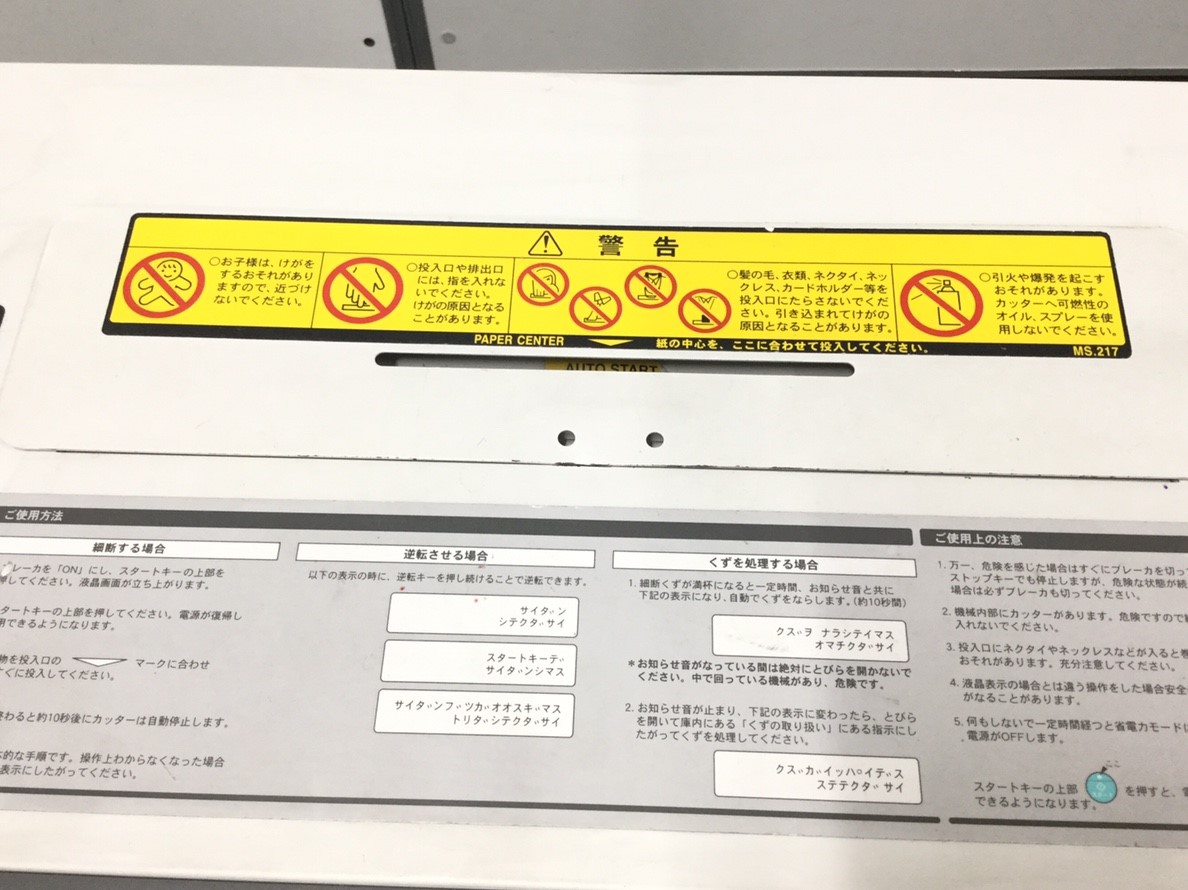 警告
○お子様は、けがを
するおそれがあり
ますので、近づけ
ないでください。
○投入口や排出口
には、指を入れな
いでください。
けがの原因となる
ことがあります。
○髪の毛、衣類、ネクタイ、ネッ
クレス、カードホルダー等を
投入口にたらさないでくだ
さい。引き込まれてけがの
原因となることがあります。
○引火や爆発を起こす
おそれがあります。
カッターへ可燃性の
オイル、スプレーを使
用しないでください。
PAPER CENTER 紙の中心を、ここに合わせて投入してください。
MS.217
AUTO START
ご使用方法
細断する場合
レーカを「ON」にし、スタートキーの上部を
してください。液晶画面が立ち上がります。
タートキーの上部を押してください。電源が復帰し
用できるようになります。
物を投入口の マークに合わせ
ぐに投入してください。
わると約10秒後にカッターは自動停止します。
的な手順です。操作上わからなくなった場合
表示にしたがってください。
逆転させる場合
以下の表示の時に、逆転キーを押し続けることで逆転できます。
サイダン
シテクダサイ
スタートキーデ
サイダンシマス
サイダンブツガオオスギマス
トリダシテクダサイ
くずを処理する場合
1. 細断くずが満杯になると一定時間、お知らせ音と共に
下記の表示になり、自動でくずをならします。(約10秒間)
クズヲ ナラシテイマス
オマチクダサイ
*お知らせ音がなっている間は絶対にとびらを開かないで
ください。中で回っている機械があり、危険です。
2. お知らせ音が止まり、下記の表示に変わったら、とびら
を開いて庫内にある「くずの取り扱い」にある指示にし
たがってくずを処理してください。
クズガイッパイデス
ステテクダサイ
ご使用上の注意
1. 万一、危険を感じた場合はすぐにブレーカを切っ
ストップキーでも停止しますが、危険な状態が続
場合は必ずブレーカも切ってください。
2. 機械内部にカッターがあります。危険ですので
入れないでください。
3. 投入口にネクタイやネックレスなどが入ると
おそれがあります。充分注意してください。
4. 液晶表示の場合とは違う操作をした場合安全
がなることがあります。
5. 何もしないで一定時間経つと省電力モードに
電源がOFFします。
ここ
スタートキーの上部 スタート を押すと、電
できるようになります。